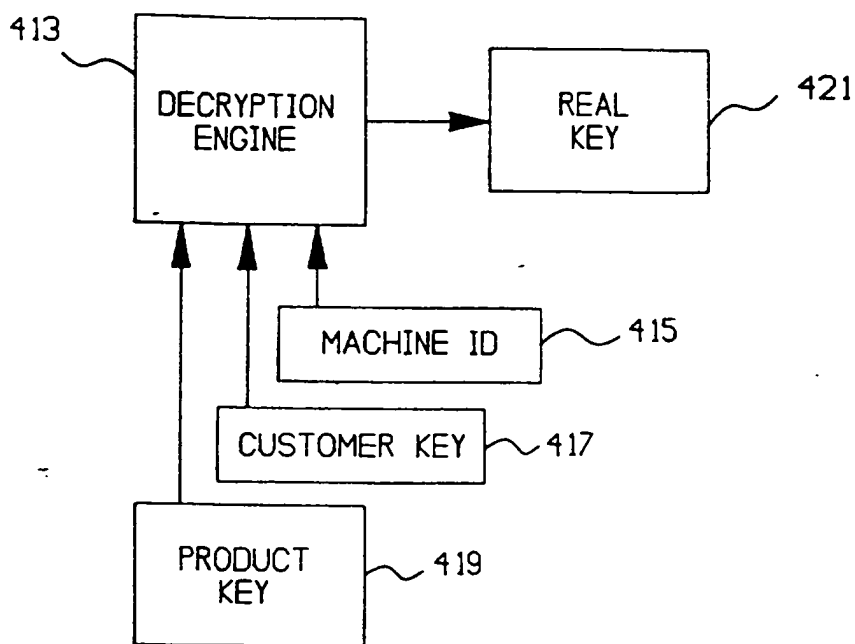 413
DECRYPTION
ENGINE
REAL
KEY
421
MACHINE ID
415
CUSTOMER KEY
417
PRODUCT
KEY
419